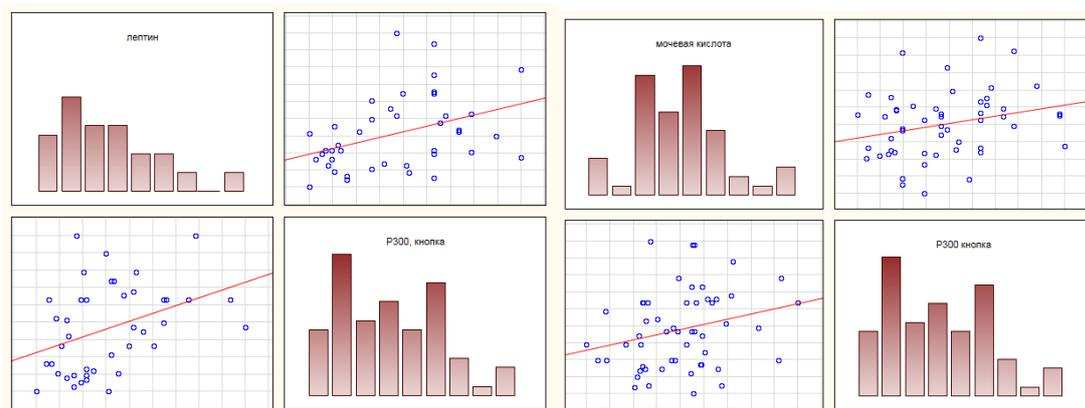 лептин
мочевая кислота
P300, кнопка
P300 кнопка